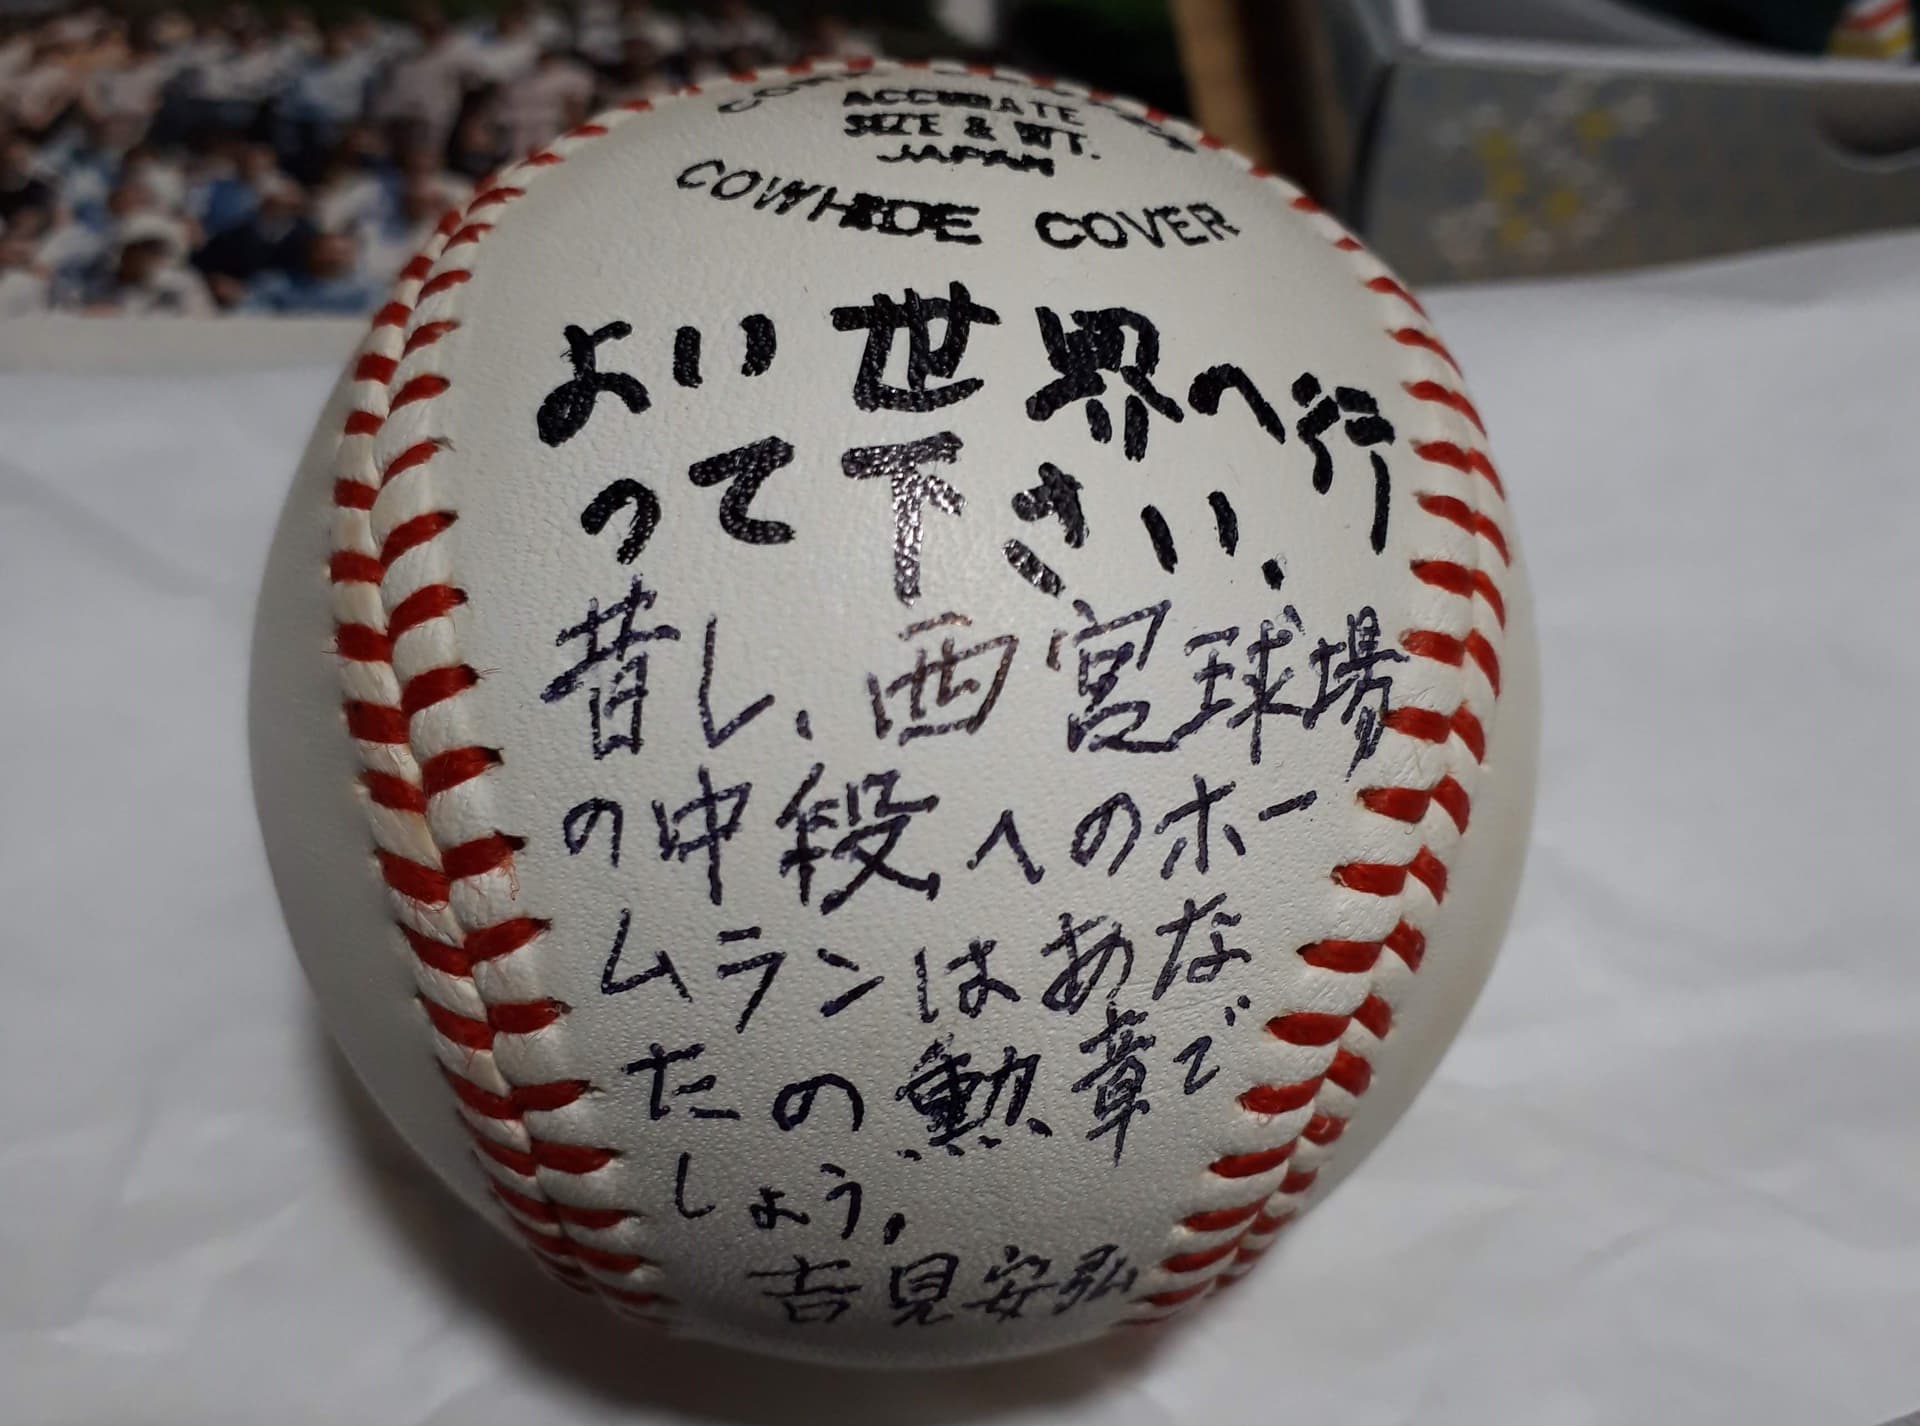 ACCURATE
SIZE & WT.
JAPAN
COWHIDE COVER
よい世界へ行
って下さい.
昔し、西宮球場
の中段へのホー
ムランはあな
たの勲章で
しょう。
吉見安弘